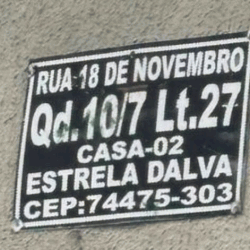 RUA 18 DE NOVEMBRO
Qd.10/7 Lt.27
CASA-02
ESTRELA DALVA
CEP:74475-303